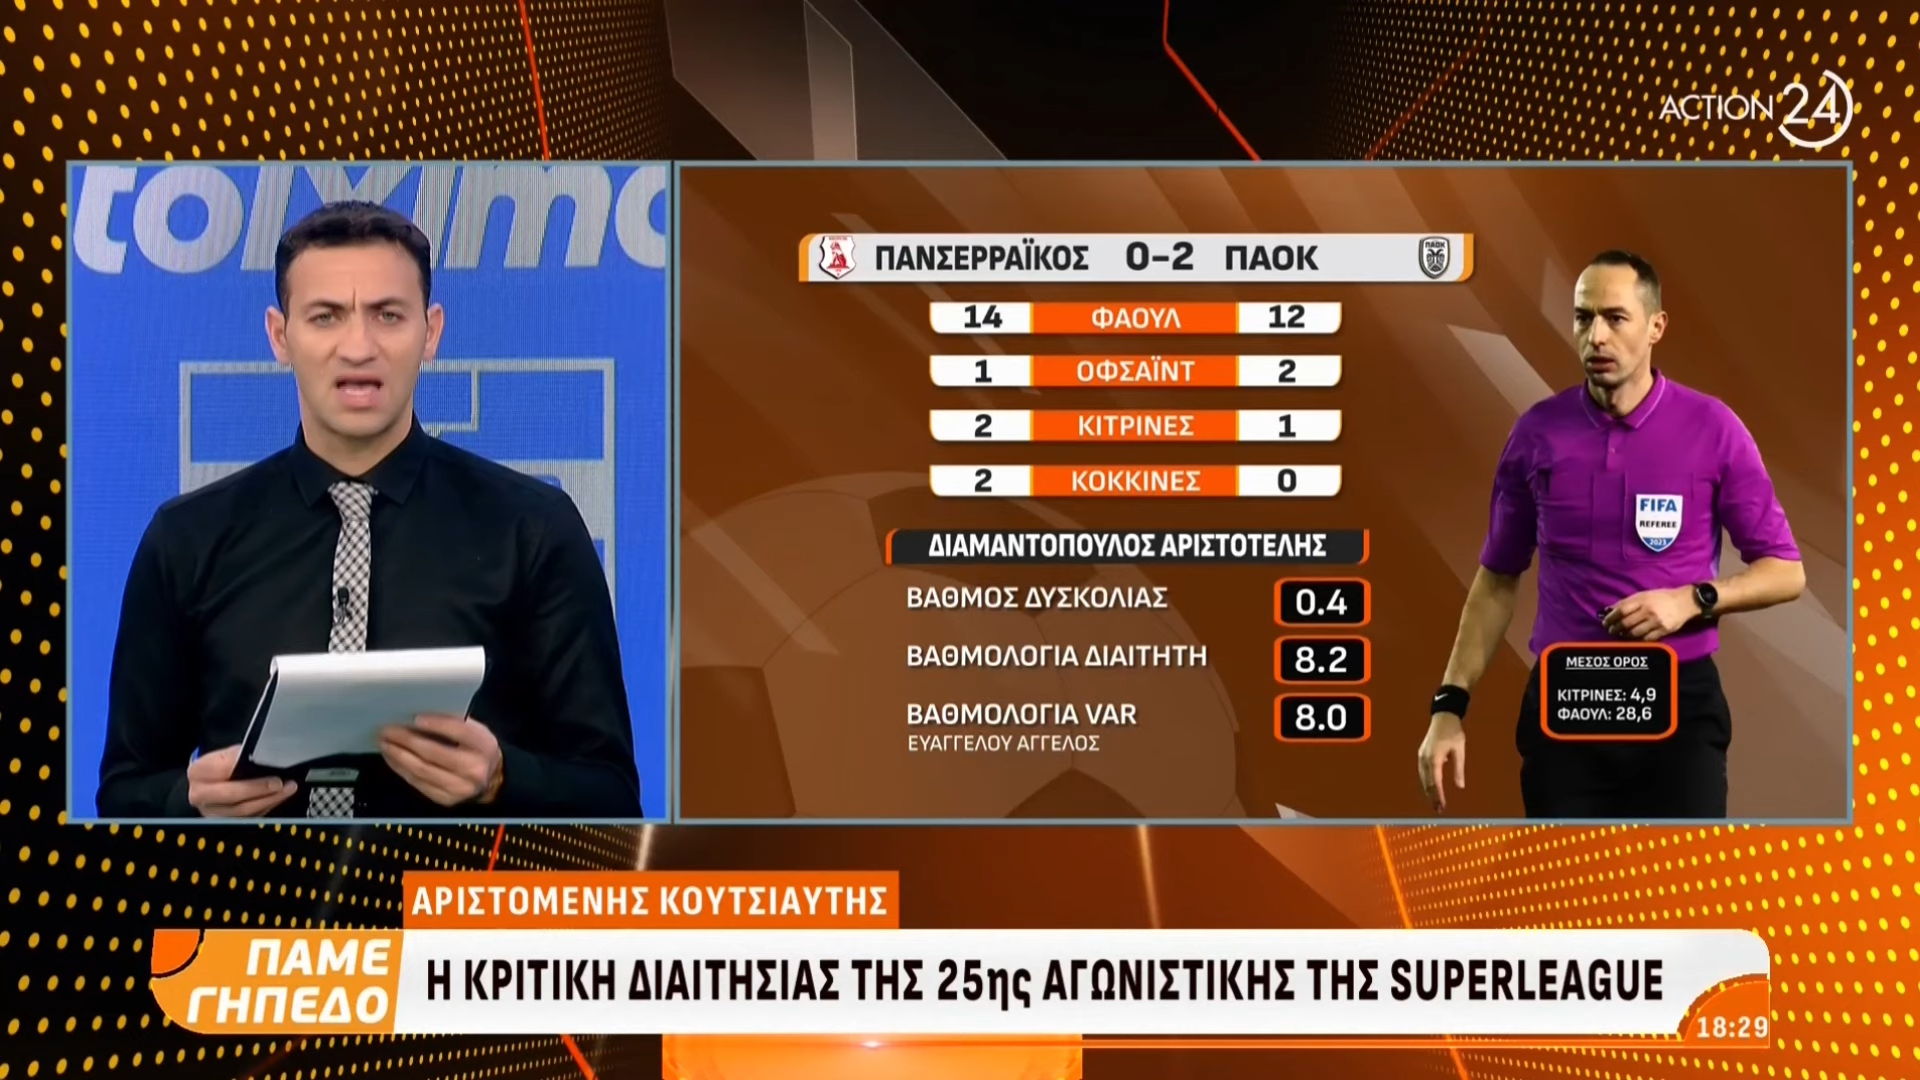 ACTION 24
tolmima
ΠΑΝΣΕΡΡΑΪΚΟΣ 0-2 ΠΑΟΚ
ΠΑΟΚ
14 ΦΑΟΥΛ 12
1 ΟΦΣΑΪΝΤ 2
2 ΚΙΤΡΙΝΕΣ 1
2 ΚΟΚΚΙΝΕΣ 0
ΔΙΑΜΑΝΤΟΠΟΥΛΟΣ ΑΡΙΣΤΟΤΕΛΗΣ
ΒΑΘΜΟΣ ΔΥΣΚΟΛΙΑΣ 0.4
ΒΑΘΜΟΛΟΓΙΑ ΔΙΑΙΤΗΤΗ 8.2
ΒΑΘΜΟΛΟΓΙΑ VAR 8.0
ΕΥΑΓΓΕΛΟΥ ΑΓΓΕΛΟΣ
FIFA
REFEREE
2023
ΜΕΣΟΣ ΟΡΟΣ
ΚΙΤΡΙΝΕΣ: 4,9
ΦΑΟΥΛ: 28,6
ΑΡΙΣΤΟΜΕΝΗΣ ΚΟΥΤΣΙΑΥΤΗΣ
ΠΑΜΕ
ΓΗΠΕΔΟ
Η ΚΡΙΤΙΚΗ ΔΙΑΙΤΗΣΙΑΣ ΤΗΣ 25ης ΑΓΩΝΙΣΤΙΚΗΣ ΤΗΣ SUPERLEAGUE
18:29